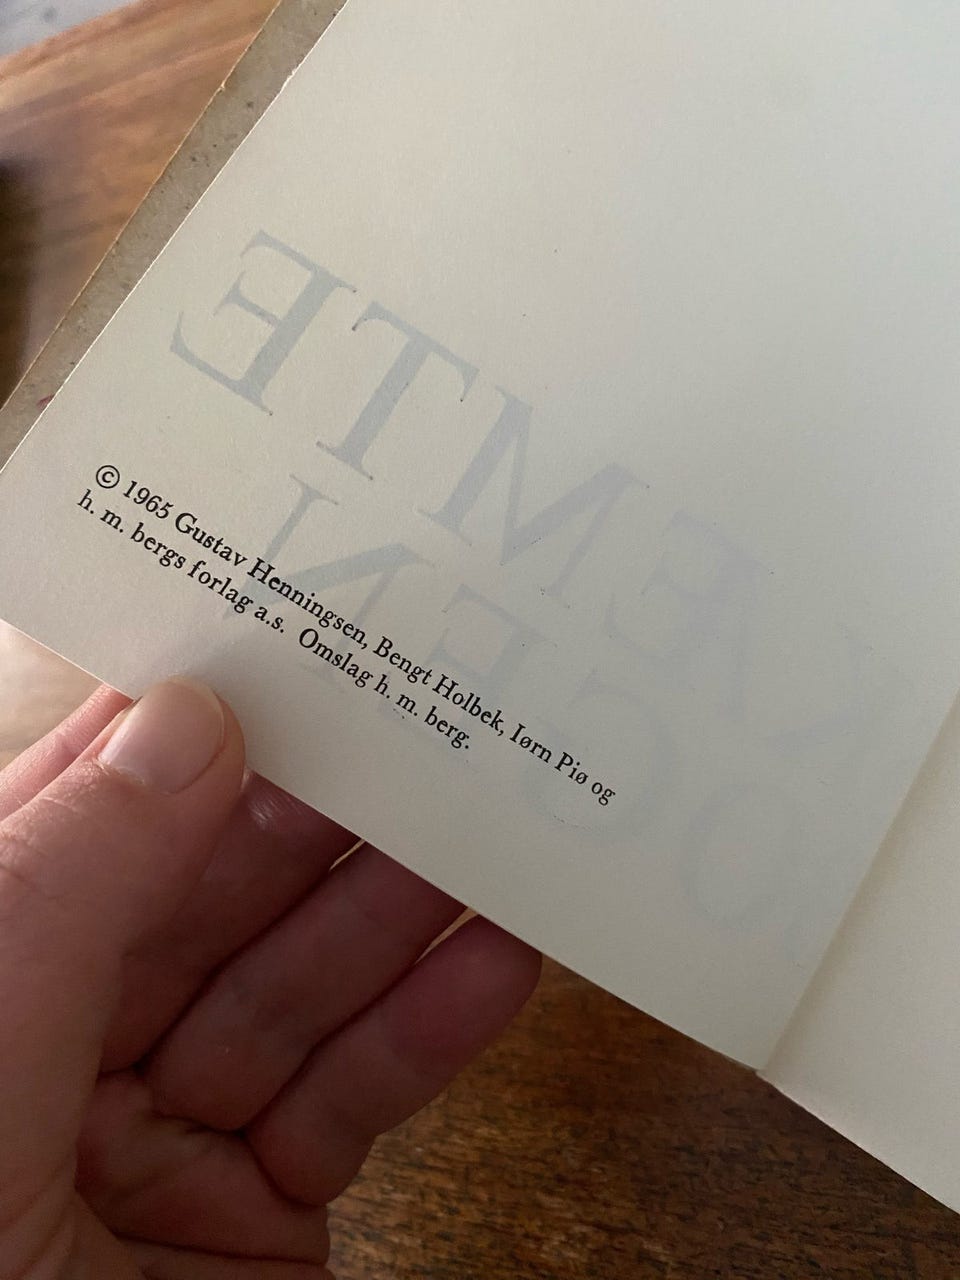 © 1965 Gustav Henningsen, Bengt Holbek, Iørn Piø og
h. m. bergs forlag a.s. Omslag h. m. berg.